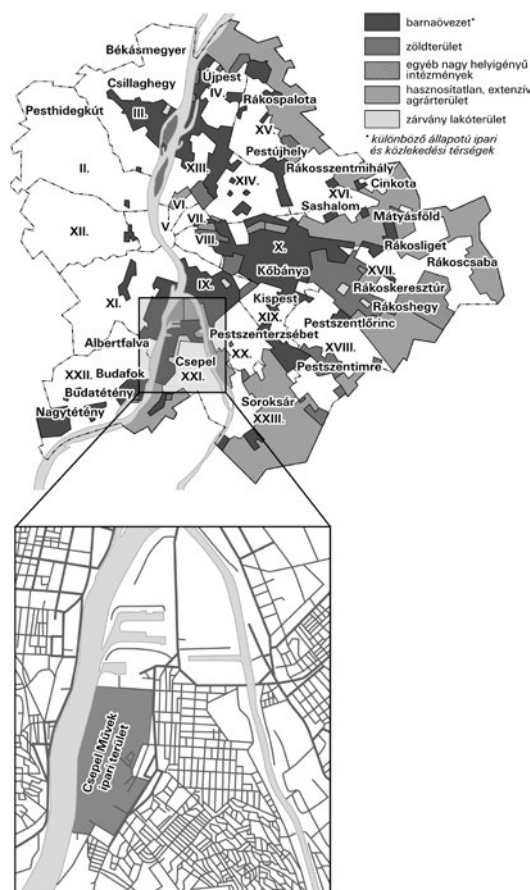 barnaövezet*
zöldterület
egyéb nagy helyigényű
intézmények
hasznosítatlan, extenzív
agrárterület
zárvány lakóterület
* különböző állapotú ipari
és közlekedési térségek
Békásmegyer
Csillaghegy
Újpest
IV.
Pesthidegkút
III.
Rákospalota
XV.
Pestújhely
II.
XIII.
XIV.
Rákosszentmihály
XVI.
Cinkota
Sashalom
VI.
Mátyásföld
V.
VII.
XII.
VIII.
X.
Rákosliget
Kőbánya
XVII.
Rákoscsaba
Rákoskeresztúr
XI.
IX.
Kispest
Rákoshegy
XIX.
Pestszentlőrinc
Albertfalva
Pestszenterzsébet
XVIII.
Csepel
XX.
XXI.
Pestszentimre
XXII.
Budafok
Budatétény
Nagytétény
Soroksár
XXIII.
Csepel Művek
ipari terület